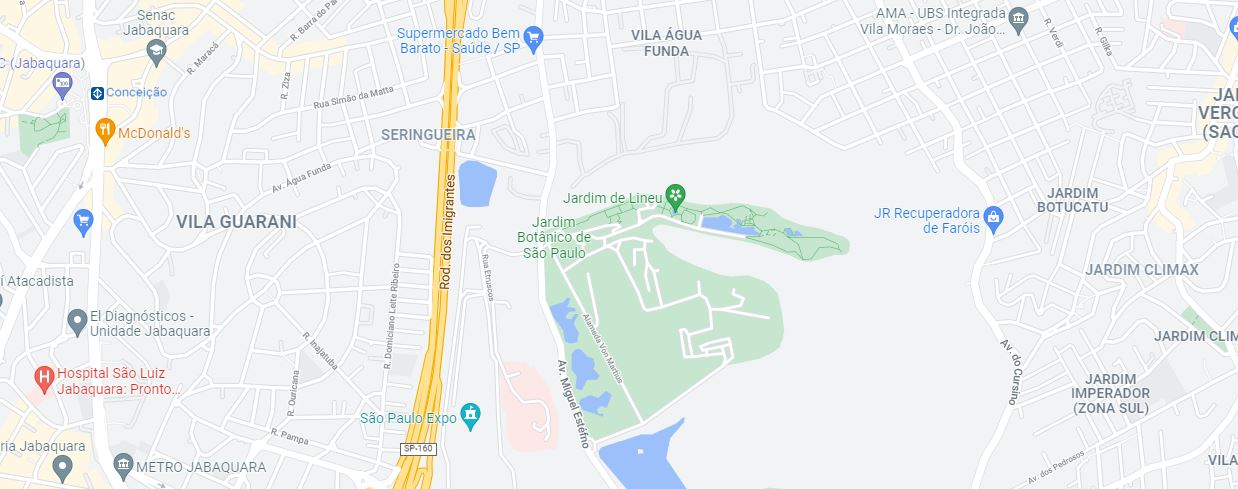 Senac
Jabaquara
R. Barra do Par
Supermercado Bem
Barato - Saúde / SP
VILA ÁGUA
FUNDA
AMA - UBS Integrada
Vila Moraes - Dr. João...
R. Verdi
R. Gilka
R. Maracá
C (Jabaquara)
Conceição
R. Ziza
Rua Simão da Matta
McDonald's
SERINGUEIRA
JA
VERG
(SAC
Av. Água Funda
Rod. dos Imigrantes
Jardim de Lineu
JARDIM
BOTUCATU
VILA GUARANI
Jardim
Botânico de
São Paulo
JR Recuperadora
de Faróis
Rua Etruscos
R. Domiciano Leite Ribeiro
JARDIM CLIMAX
í Atacadista
El Diagnósticos -
Unidade Jabaquara
R. Inajatuba
Alameda Von Martius
JARDIM CLIM
Av. do Cursino
Hospital São Luiz
Jabaquara: Pronto...
R. Ouricana
Av. Miguel Estéfno
JARDIM
IMPERADOR
(ZONA SUL)
São Paulo Expo
R. Pampa
SP-160
ria Jabaquara
METRO JABAQUARA
Av. dos Pedrosos
VILA